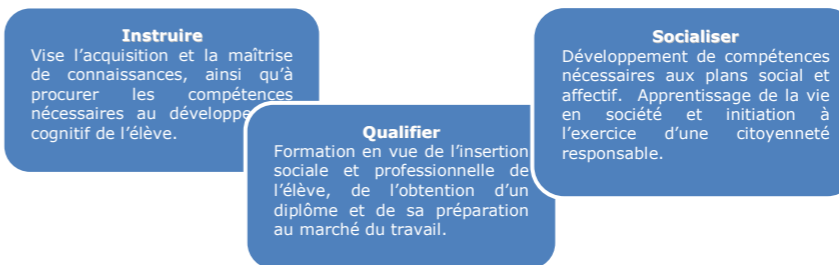 Instruire
Vise l’acquisition et la maîtrise
de connaissances, ainsi qu’à
procurer les compétences
nécessaires au développe
cognitif de l’élève.
Qualifier
Formation en vue de l’insertion
sociale et professionnelle de
l’élève, de l’obtention d’un
diplôme et de sa préparation
au marché du travail.
Socialiser
Développement de compétences
nécessaires aux plans social et
affectif. Apprentissage de la vie
en société et initiation à
l’exercice d’une citoyenneté
responsable.